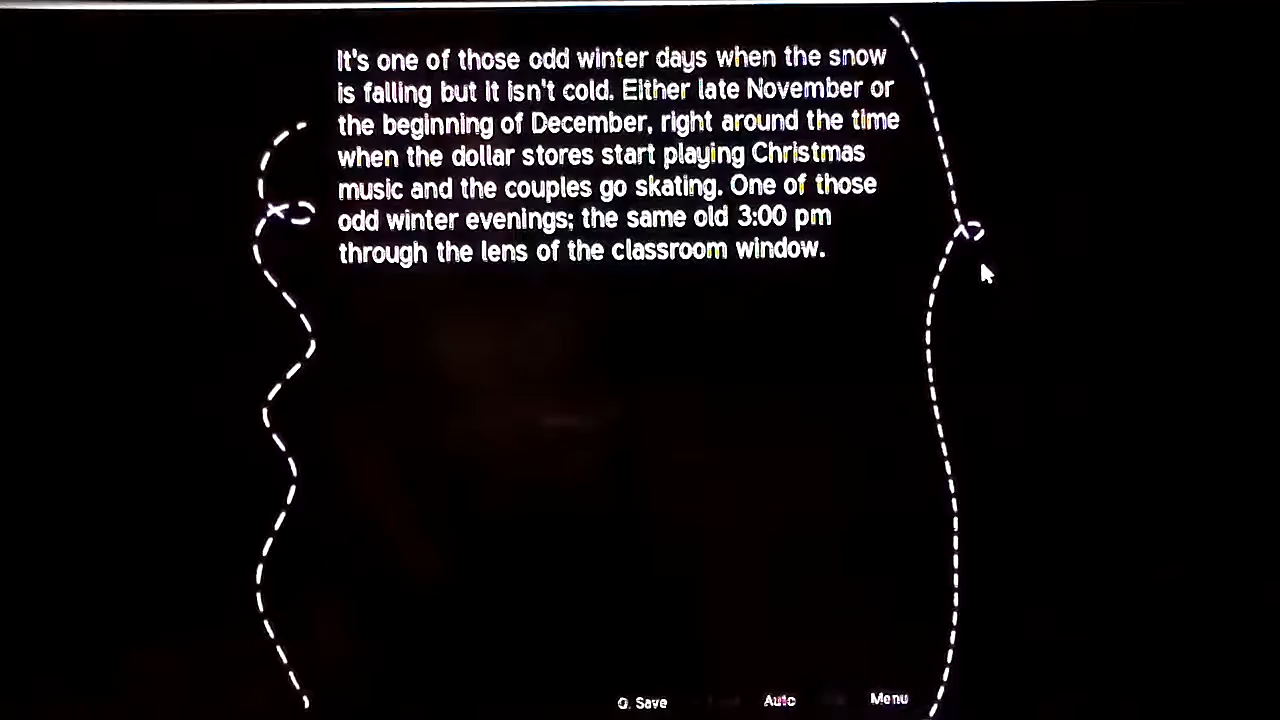 It's one of those odd winter days when the snow
is falling but it isn't cold. Either late November or
the beginning of December, right around the time
when the dollar stores start playing Christmas
music and the couples go skating. One of those
odd winter evenings; the same old 3:00 pm
through the lens of the classroom window.
Q. Save Auto Menu